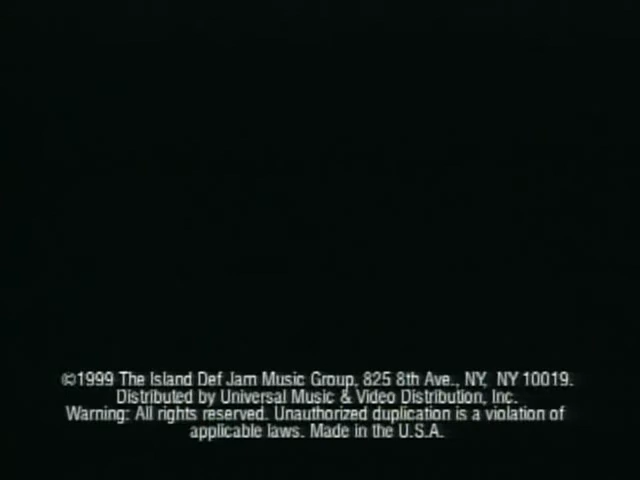 ©1999 The Island Def Jam Music Group, 825 8th Ave., NY, NY 10019.
Distributed by Universal Music & Video Distribution, Inc.
Warning: All rights reserved. Unauthorized duplication is a violation of
applicable laws. Made in the U.S.A.